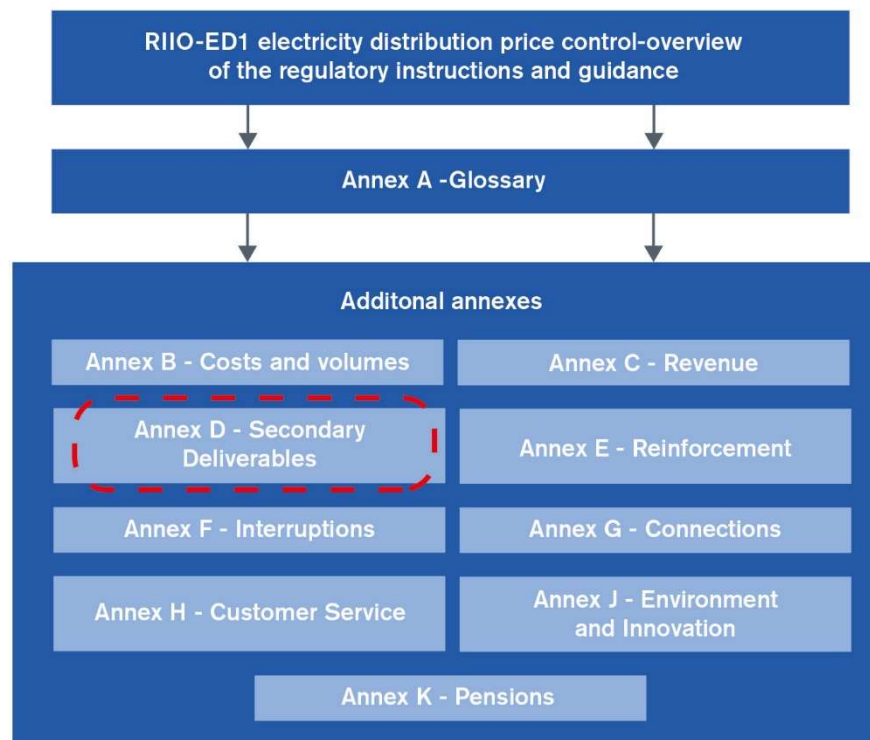 RIIO-ED1 electricity distribution price control-overview
of the regulatory instructions and guidance
Annex A -Glossary
Additonal annexes
Annex B - Costs and volumes
Annex C - Revenue
Annex D - Secondary
Deliverables
Annex E - Reinforcement
Annex F - Interruptions
Annex G - Connections
Annex H - Customer Service
Annex J - Environment
and Innovation
Annex K - Pensions